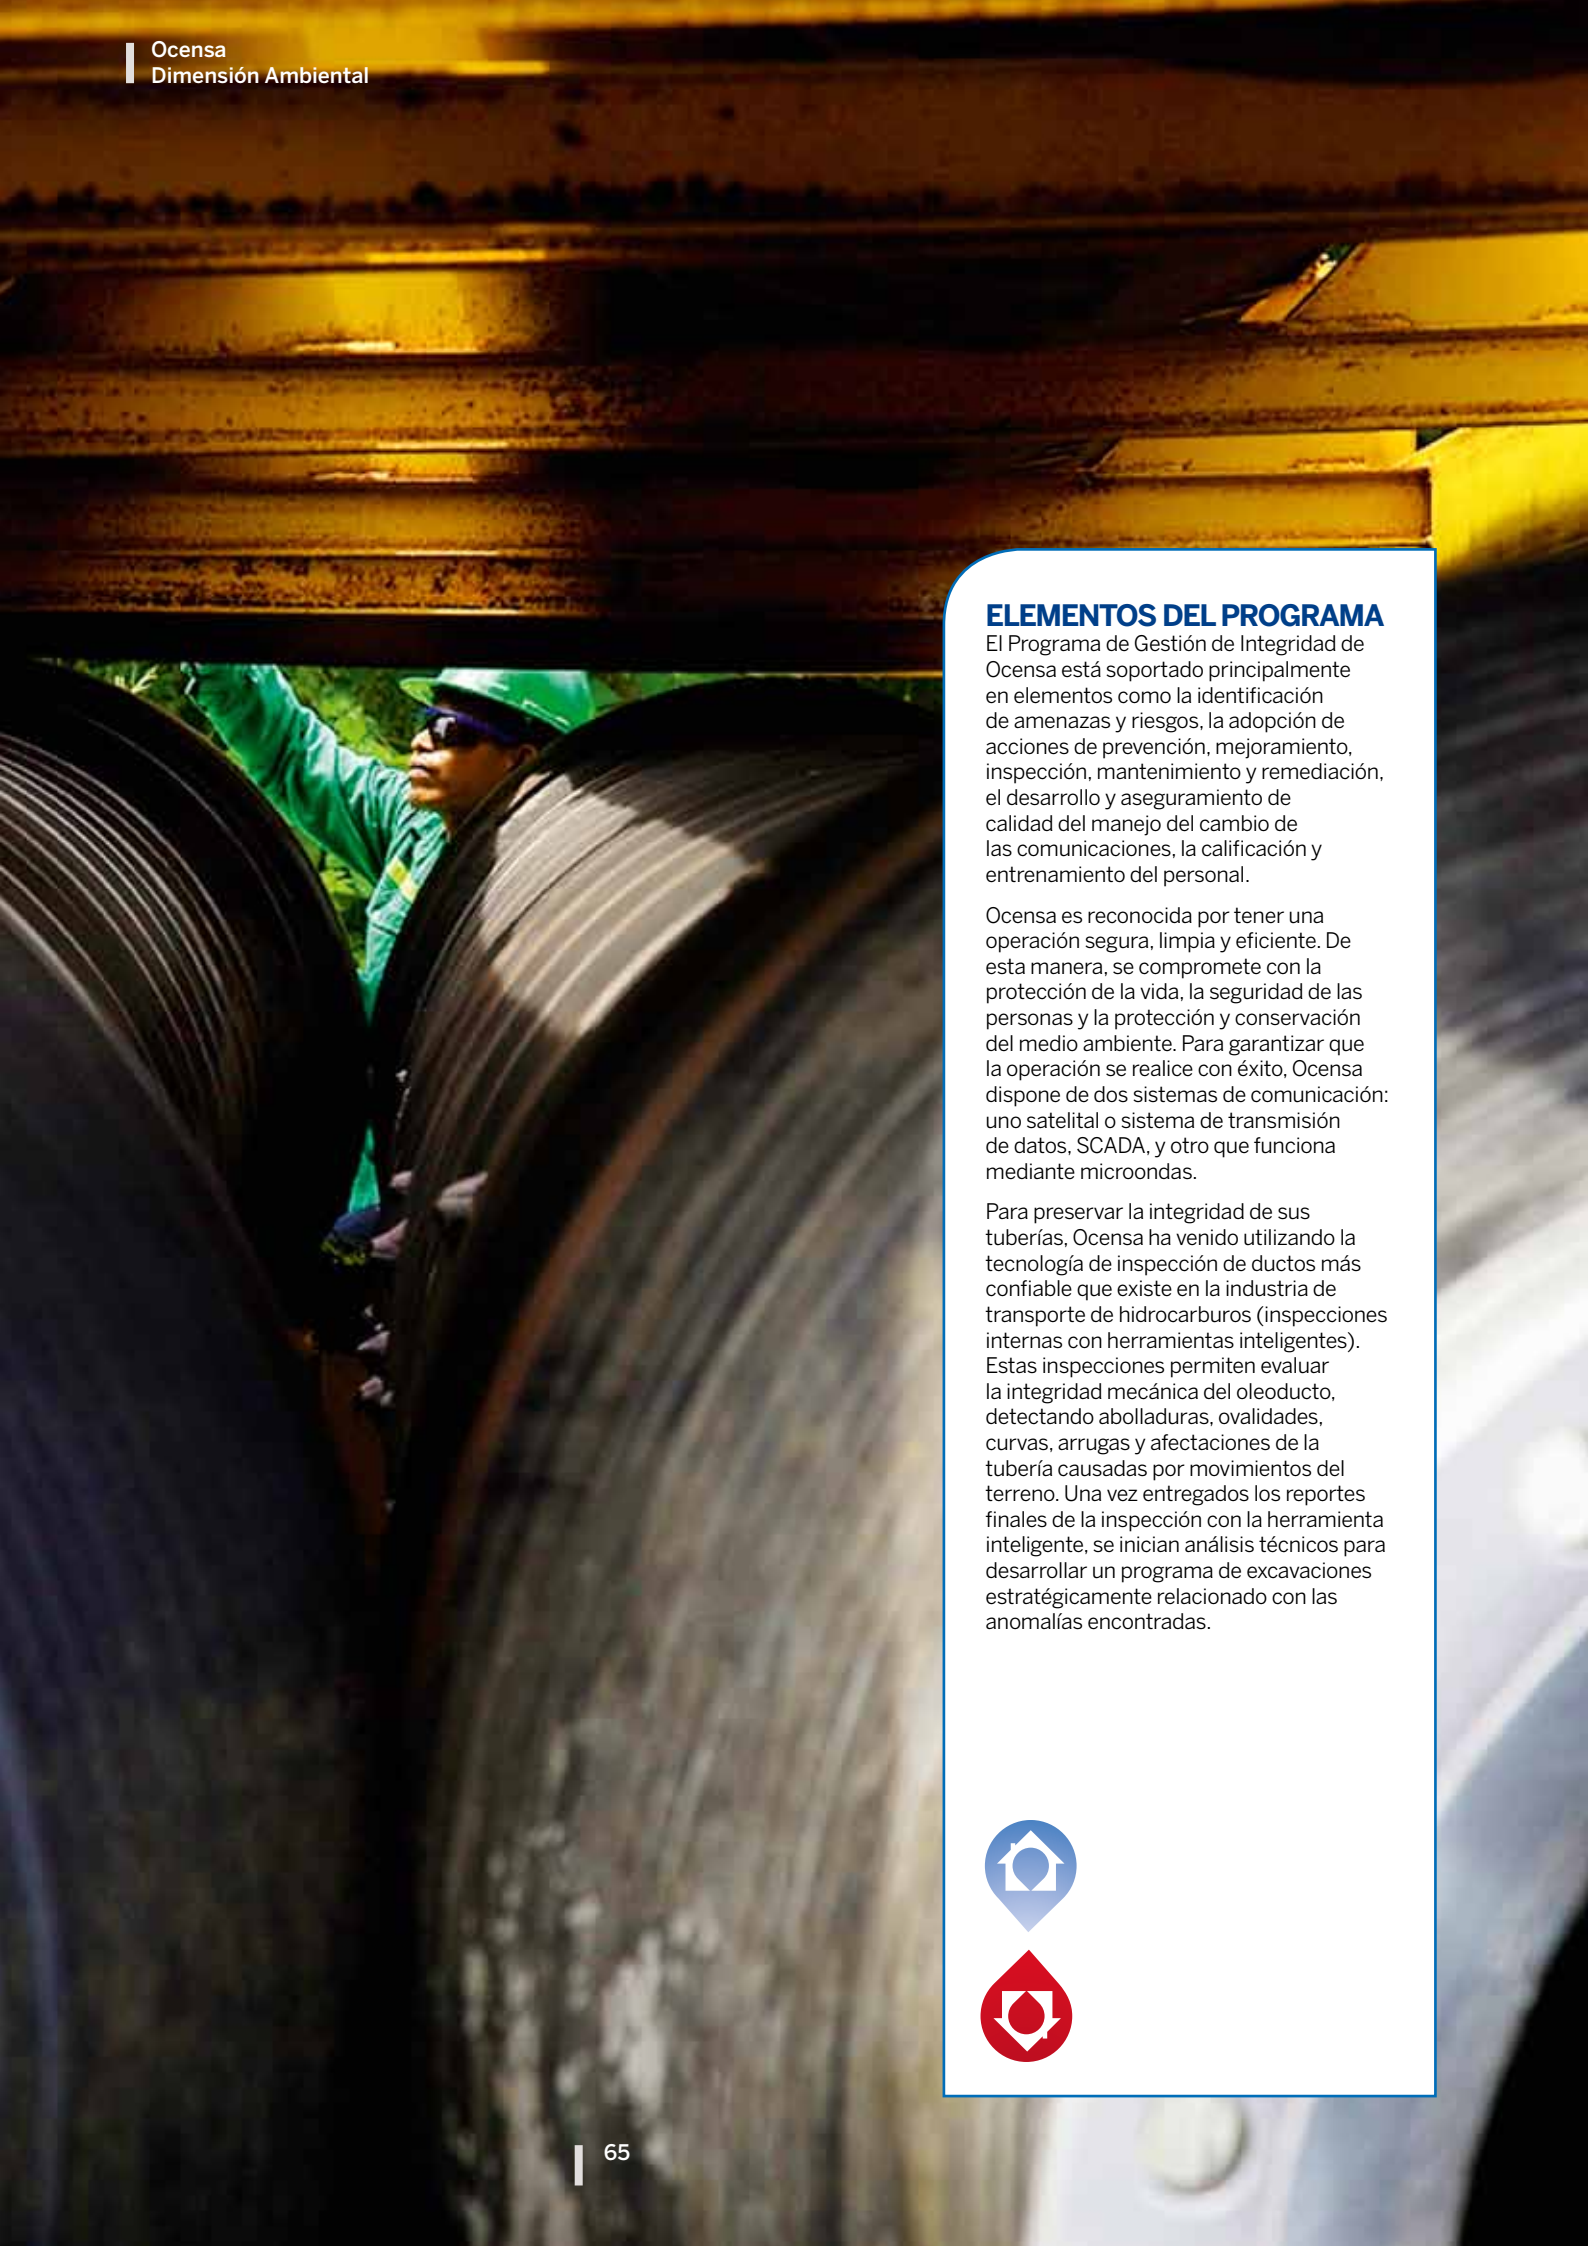 Ocensa
Dimensión Ambiental
ELEMENTOS DEL PROGRAMA
El Programa de Gestión de Integridad de
Ocensa está soportado principalmente
en elementos como la identificación
de amenazas y riesgos, la adopción de
acciones de prevención, mejoramiento,
inspección, mantenimiento y remediación,
el desarrollo y aseguramiento de
calidad del manejo del cambio de
las comunicaciones, la calificación y
entrenamiento del personal.
Ocensa es reconocida por tener una
operación segura, limpia y eficiente. De
esta manera, se compromete con la
protección de la vida, la seguridad de las
personas y la protección y conservación
del medio ambiente. Para garantizar que
la operación se realice con éxito, Ocensa
dispone de dos sistemas de comunicación:
uno satelital o sistema de transmisión
de datos, SCADA, y otro que funciona
mediante microondas.
Para preservar la integridad de sus
tuberías, Ocensa ha venido utilizando la
tecnología de inspección de ductos más
confiable que existe en la industria de
transporte de hidrocarburos (inspecciones
internas con herramientas inteligentes).
Estas inspecciones permiten evaluar
la integridad mecánica del oleoducto,
detectando abolladuras, ovalidades,
curvas, arrugas y afectaciones de la
tubería causadas por movimientos del
terreno. Una vez entregados los reportes
finales de la inspección con la herramienta
inteligente, se inician análisis técnicos para
desarrollar un programa de excavaciones
estratégicamente relacionado con las
anomalías encontradas.
65